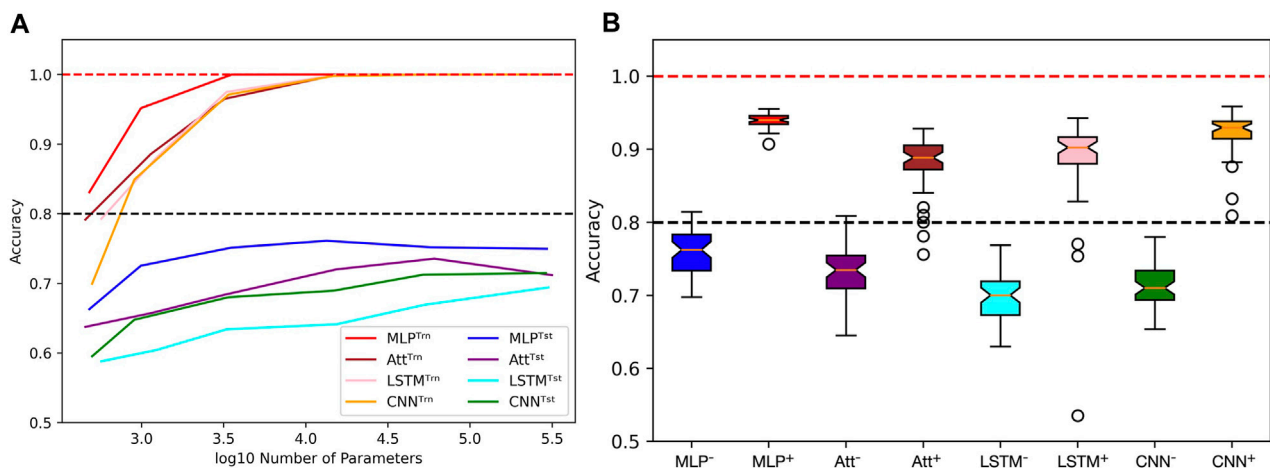 A
B
Accuracy
1.0
0.9
0.8
0.7
0.6
0.5
MLPᵀʳⁿ
Attᵀʳⁿ
LSTMᵀʳⁿ
CNNᵀʳⁿ
MLPᵀˢᵗ
Attᵀˢᵗ
LSTMᵀˢᵗ
CNNᵀˢᵗ
3.0 3.5 4.0 4.5 5.0 5.5
log10 Number of Parameters
Accuracy
1.0
0.9
0.8
0.7
0.6
0.5
MLP⁻ MLP⁺ Att⁻ Att⁺ LSTM⁻ LSTM⁺ CNN⁻ CNN⁺